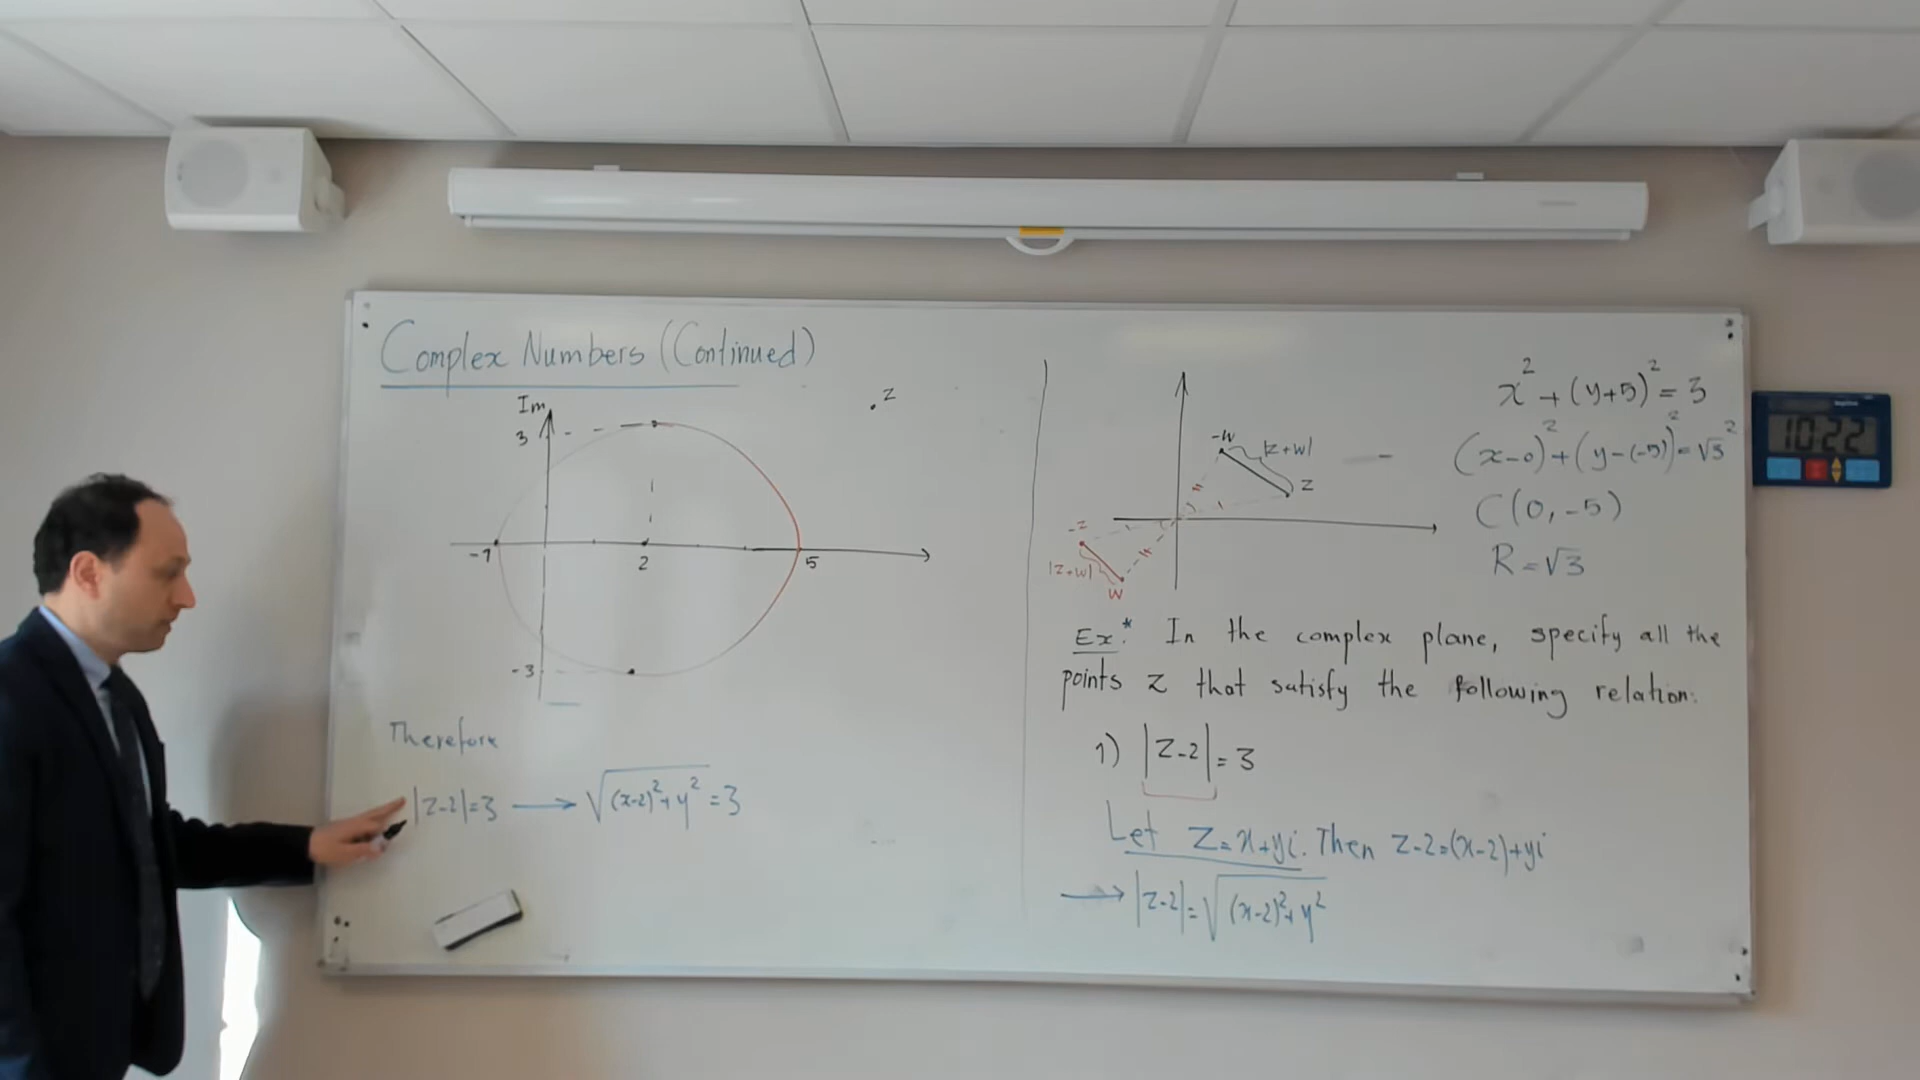 Complex Numbers (Continued)
Im
3
z
-1
2
5
-3
Therefore
|z-2|=3 ⟶ √((x-2)²+y²) =3
-w
|z+w|
z
-z
|z+w|
w
x²+(y+5)²=3
(x-0)²+(y-(-5))²=√3²
C(0,-5)
R=√3
Ex:* In the complex plane, specify all the
points z that satisfy the following relation:
1) |z-2|=3
Let z=x+yi. Then z-2=(x-2)+yi
⟶ |z-2|=√((x-2)²+y²)
10:22